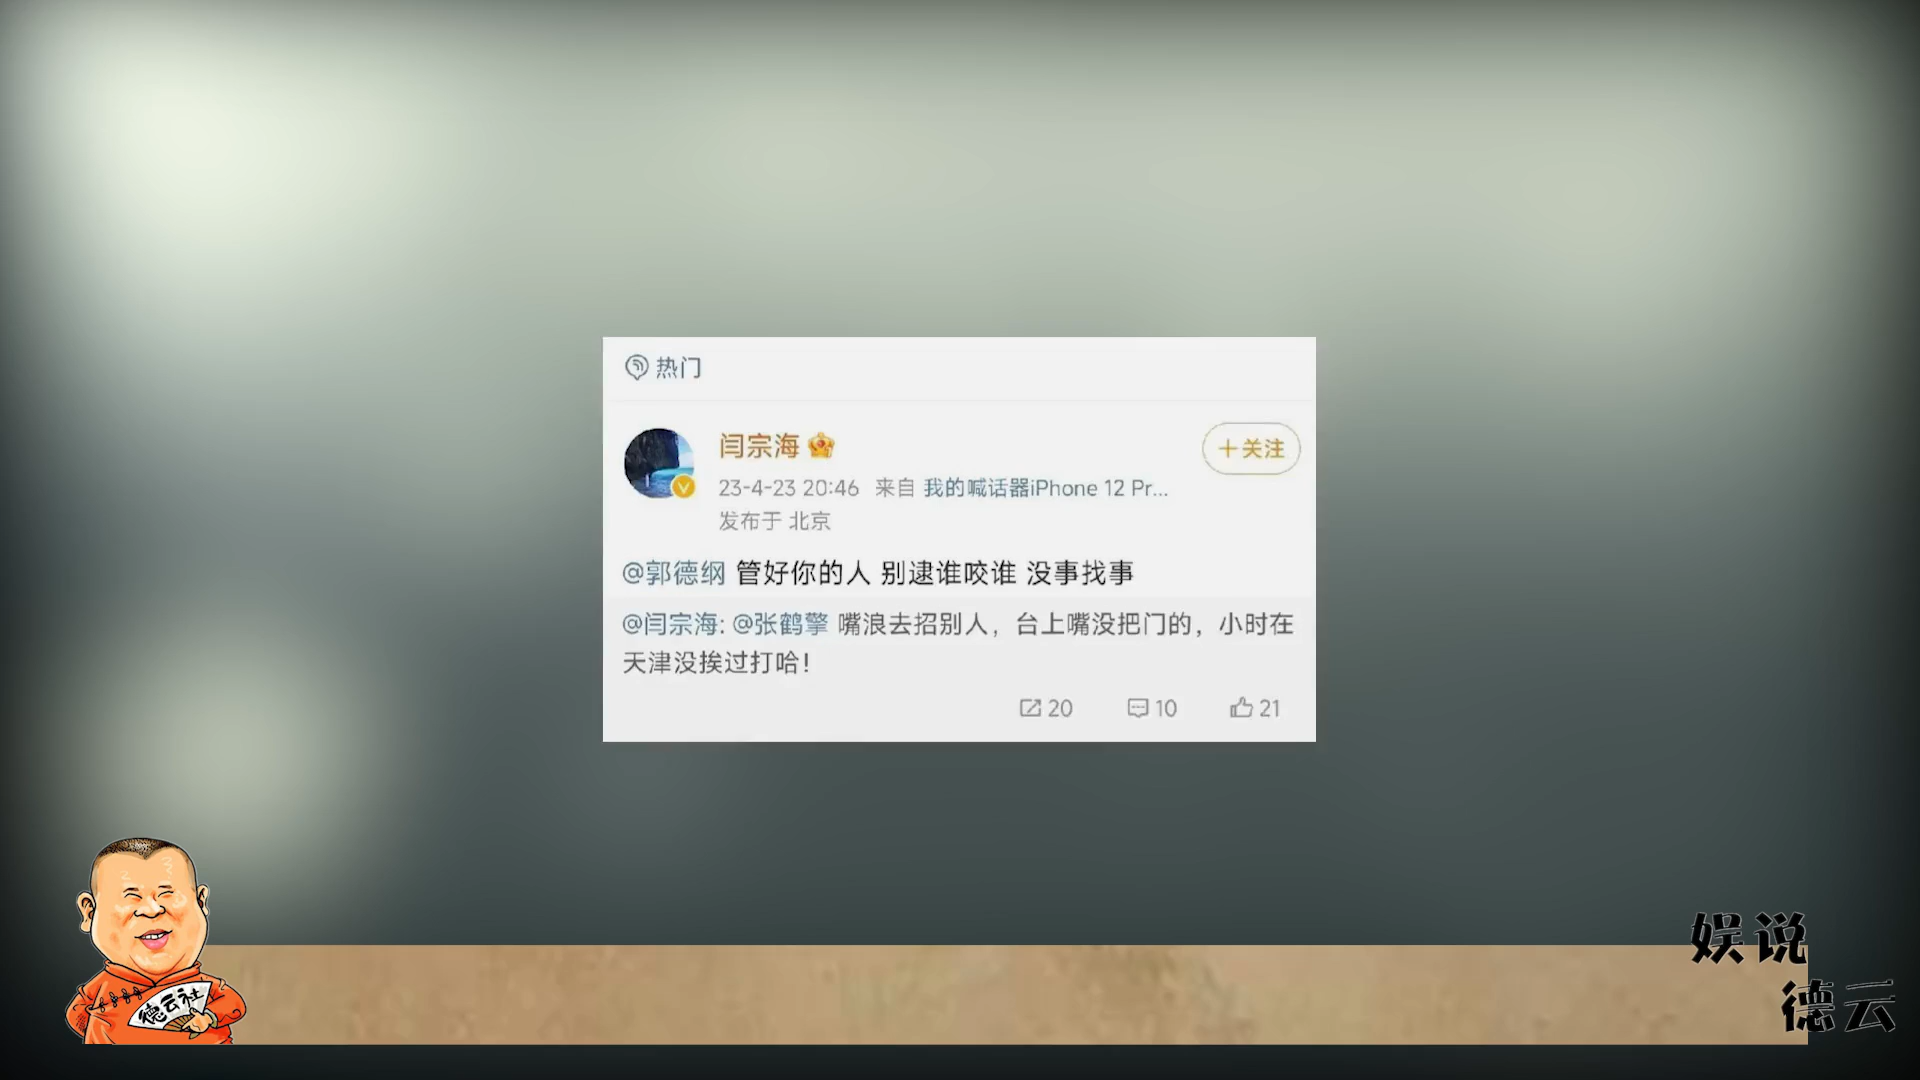 热门
闫宗海
+关注
23-4-23 20:46 来自 我的喊话器iPhone 12 Pr...
发布于 北京
@郭德纲 管好你的人 别逮谁咬谁 没事找事
@闫宗海: @张鹤擎 嘴浪去招别人，台上嘴没把门的，小时在
天津没挨过打哈！
20 10 21
德云社
娱说
德云